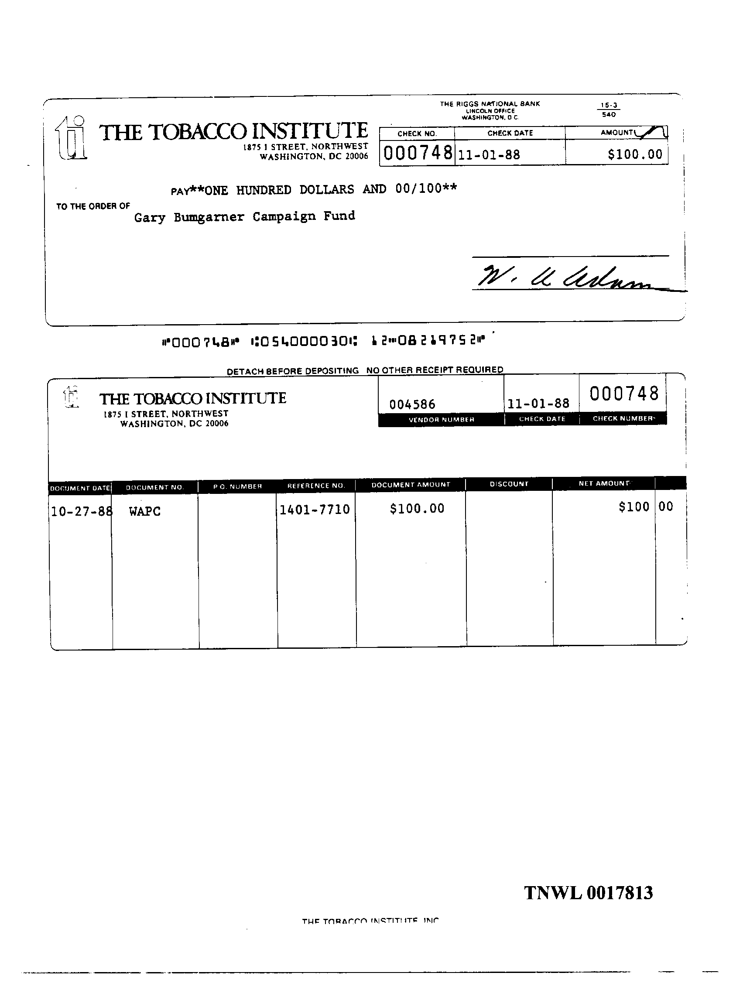 THE RIGGS NATIONAL BANK
LINCOLN OFFICE
WASHINGTON, D.C.
15-3
540
ti THE TOBACCO INSTITUTE
1875 I STREET, NORTHWEST
WASHINGTON, DC 20006
CHECK NO. CHECK DATE AMOUNT
000748 11-01-88 $100.00
PAY**ONE HUNDRED DOLLARS AND 00/100**
TO THE ORDER OF
Gary Bumgarner Campaign Fund
W. A Adam
⑈000748⑈ ⑆054000030⑆ 12⑉08219752⑈
DETACH BEFORE DEPOSITING NO OTHER RECEIPT REQUIRED
ti THE TOBACCO INSTITUTE
1875 I STREET, NORTHWEST
WASHINGTON, DC 20006
004586 11-01-88 000748
VENDOR NUMBER CHECK DATE CHECK NUMBER
DOCUMENT DATE DOCUMENT NO. P.O. NUMBER REFERENCE NO. DOCUMENT AMOUNT DISCOUNT NET AMOUNT
10-27-88 WAPC 1401-7710 $100.00 $100 00
TNWL 0017813
THE TOBACCO INSTITUTE, INC